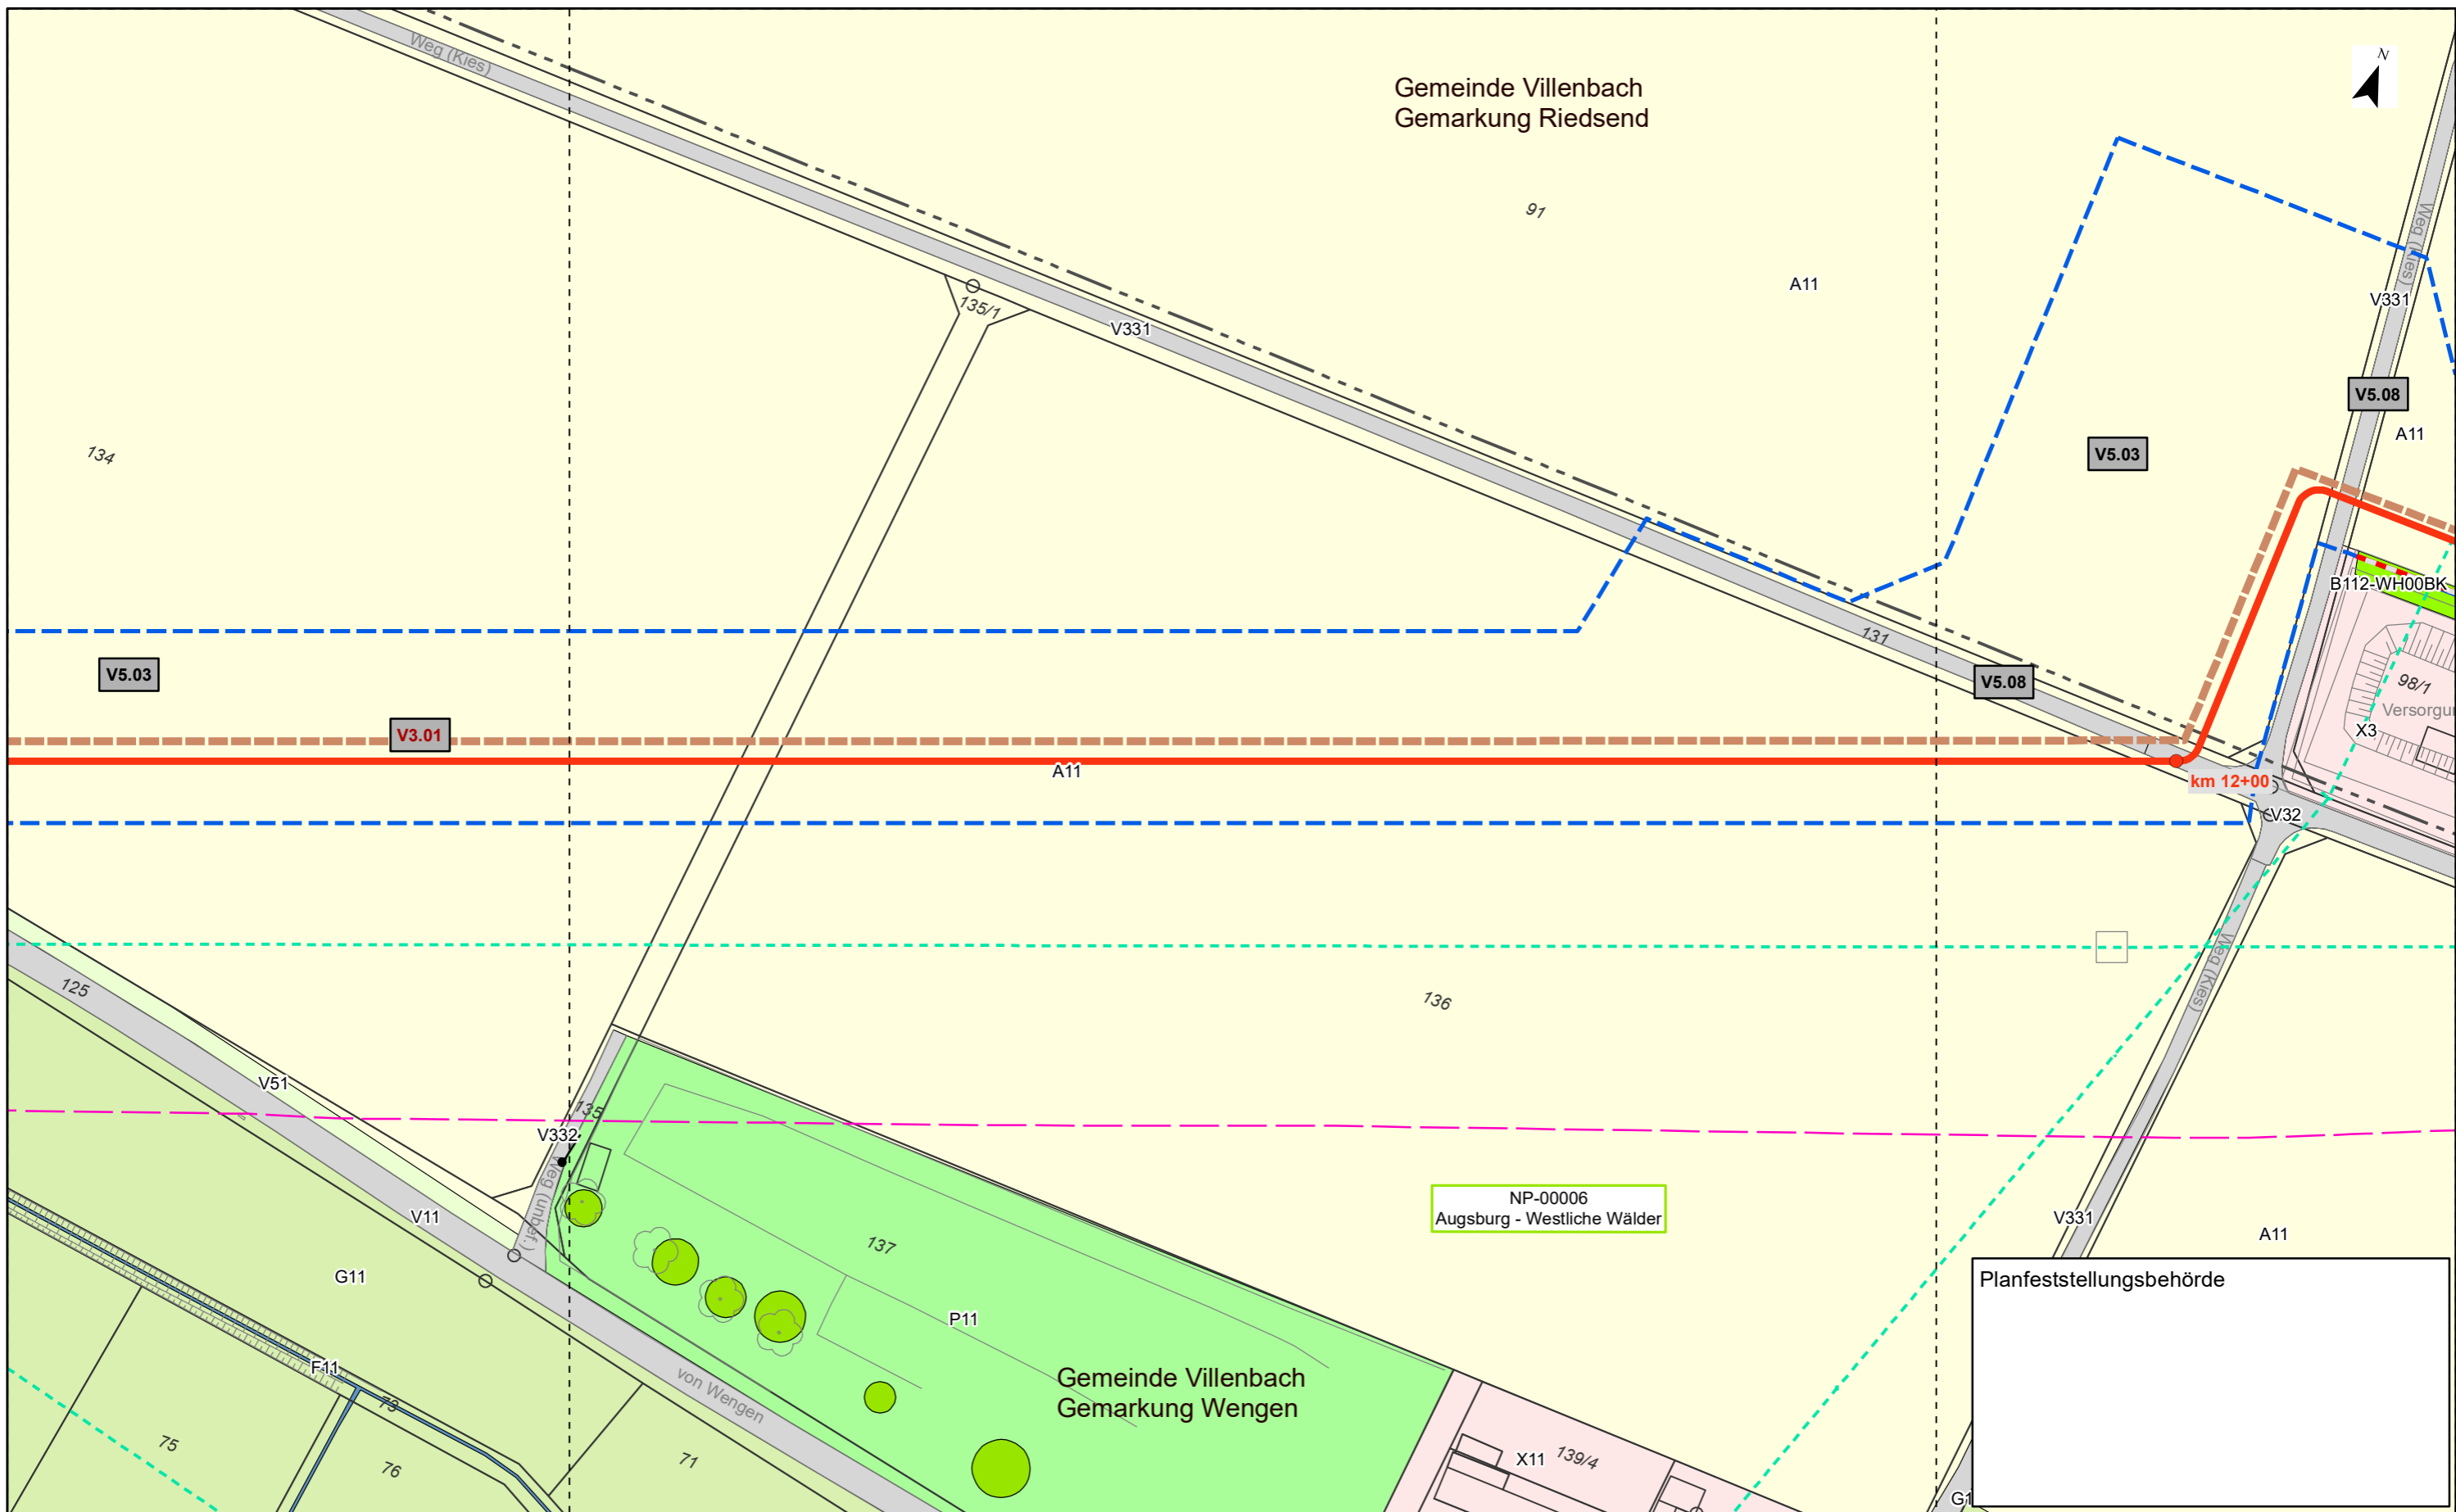 Weg (Kies)
Gemeinde Villenbach
Gemarkung Riedsend
N
91
A11
Weg (Kies)
V331
135/1
V331
V5.08
A11
134
V5.03
B112-WH00BK
131
V5.03
V5.08
98/1
X3
V3.01
A11
km 12+00
V32
125
136
Weg (Kies)
V51
135
V332
Weg (unbef.)
NP-00006
Augsburg - Westliche Wälder
V11
137
V331
A11
G11
P11
Planfeststellungsbehörde
F11
Gemeinde Villenbach
Gemarkung Wengen
von Wengen
73
75
76
71
X11
139/4